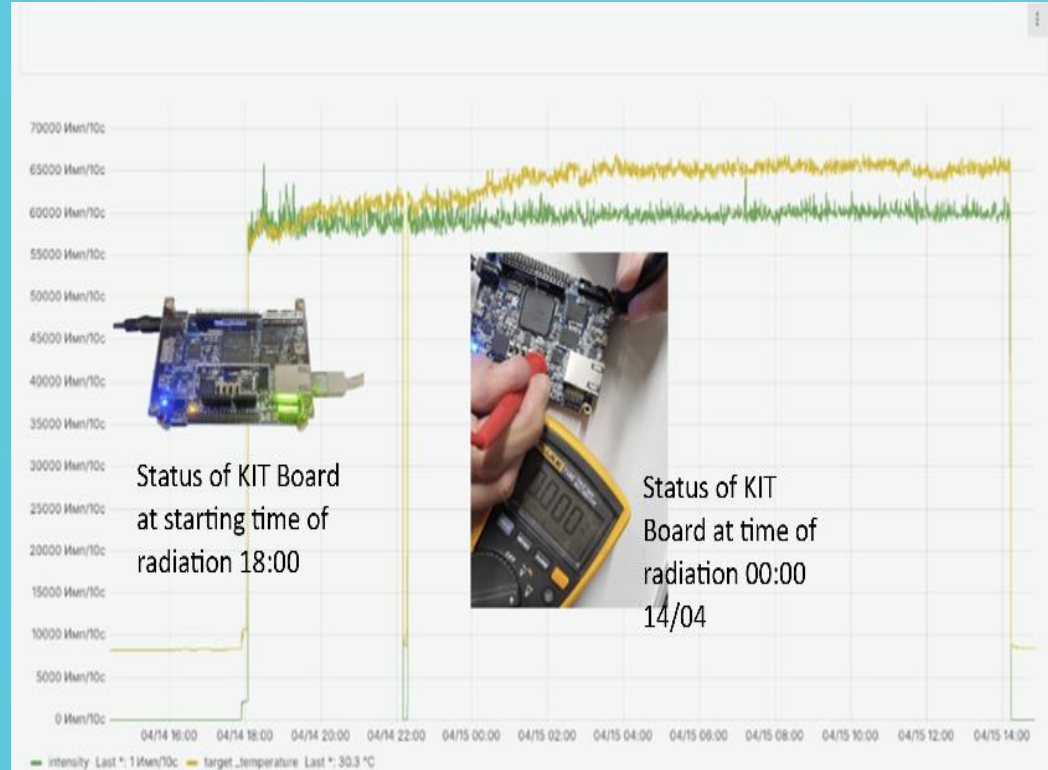 70000 Имп/10с
65000 Имп/10с
60000 Имп/10с
55000 Имп/10с
50000 Имп/10с
45000 Имп/10с
40000 Имп/10с
35000 Имп/10с
30000 Имп/10с
25000 Имп/10с
20000 Имп/10с
15000 Имп/10с
10000 Имп/10с
5000 Имп/10с
0 Имп/10с
Status of KIT Board
at starting time of
radiation 18:00
Status of KIT
Board at time of
radiation 00:00
14/04
04/14 16:00 04/14 18:00 04/14 20:00 04/14 22:00 04/15 00:00 04/15 02:00 04/15 04:00 04/15 06:00 04/15 08:00 04/15 10:00 04/15 12:00 04/15 14:00
intensity Last *: 1 Имп/10с target_temperature Last *: 30.3 °C